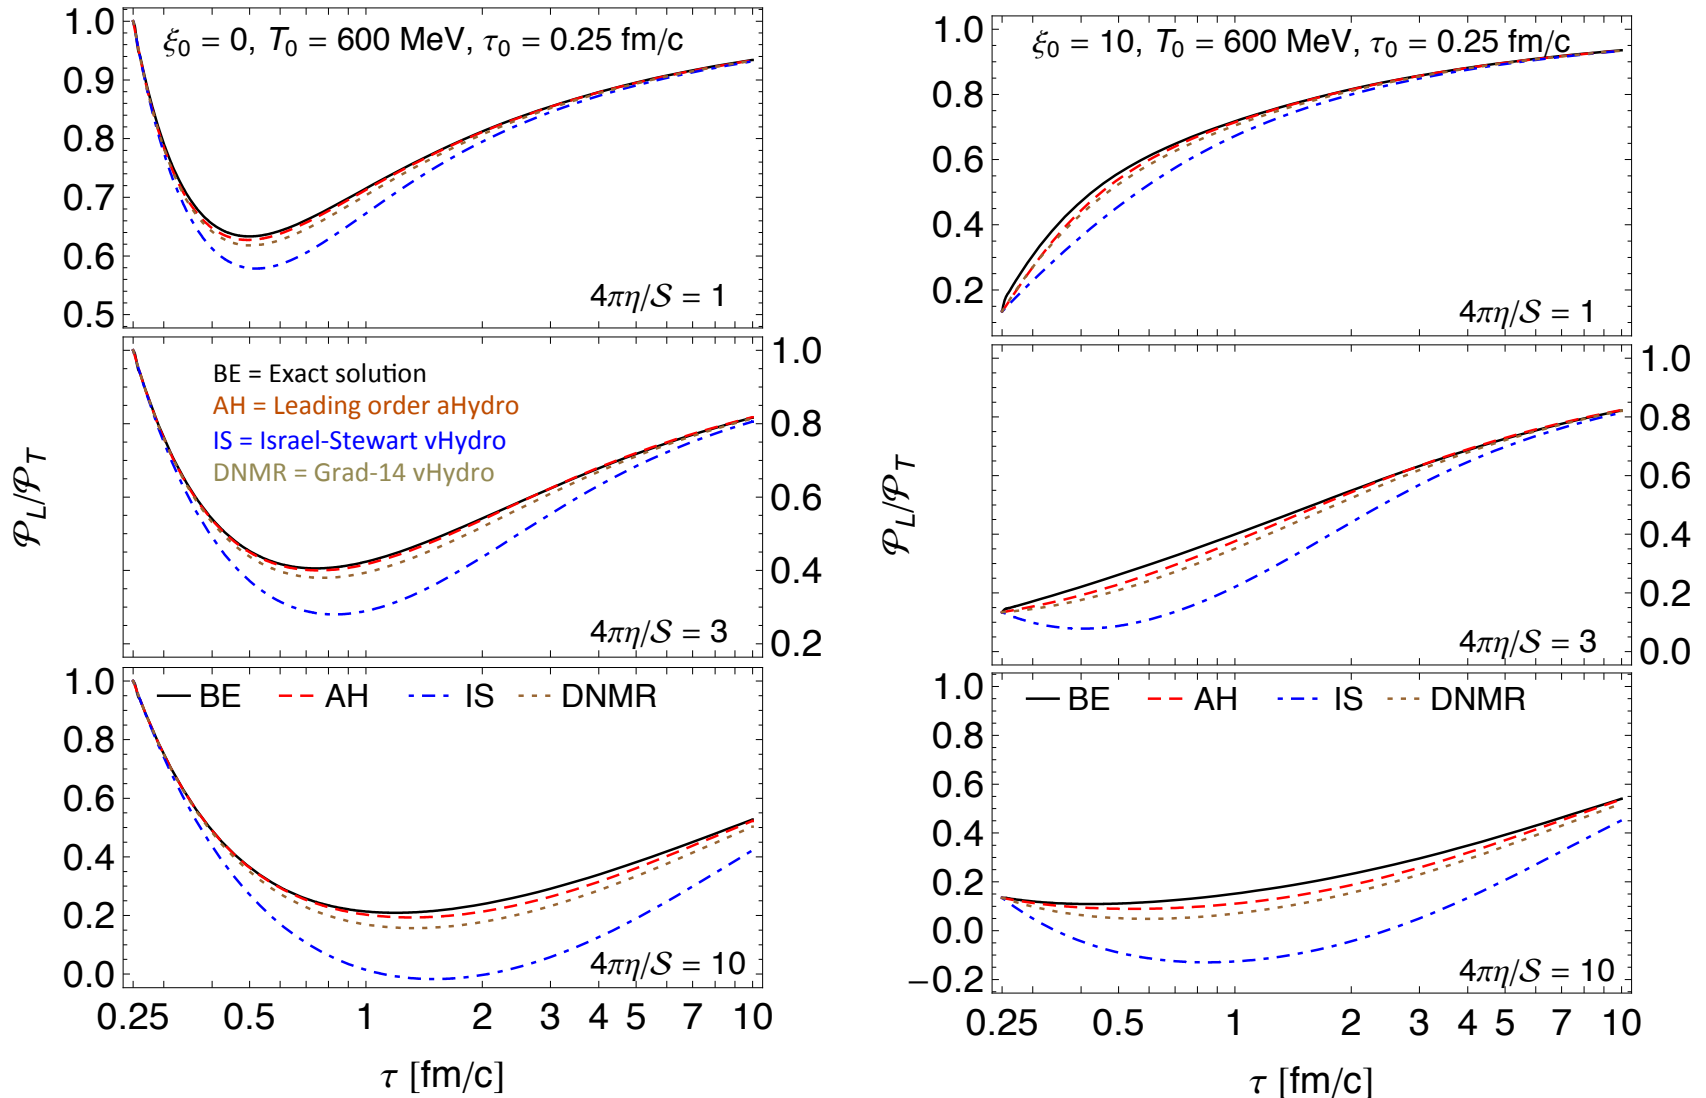 ξ₀ = 0, T₀ = 600 MeV, τ₀ = 0.25 fm/c
1.0
0.9
0.8
0.7
0.6
0.5
4πη/𝒮 = 1
1.0
0.8
0.6
0.4
0.2
BE = Exact solution
AH = Leading order aHydro
IS = Israel-Stewart vHydro
DNMR = Grad-14 vHydro
4πη/𝒮 = 3
𝒫_L/𝒫_T
1.0
0.8
0.6
0.4
0.2
0.0
BE AH IS DNMR
4πη/𝒮 = 10
0.25 0.5 1 2 3 4 5 7 10
τ [fm/c]
ξ₀ = 10, T₀ = 600 MeV, τ₀ = 0.25 fm/c
1.0
0.8
0.6
0.4
0.2
4πη/𝒮 = 1
1.0
0.8
0.6
0.4
0.2
0.0
4πη/𝒮 = 3
𝒫_L/𝒫_T
1.0
0.8
0.6
0.4
0.2
0.0
−0.2
BE AH IS DNMR
4πη/𝒮 = 10
0.25 0.5 1 2 3 4 5 7 10
τ [fm/c]